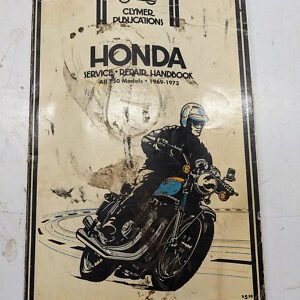 CLYMER
PUBLICATIONS
HONDA
SERVICE • REPAIR HANDBOOK
All 750 Models • 1969-1973